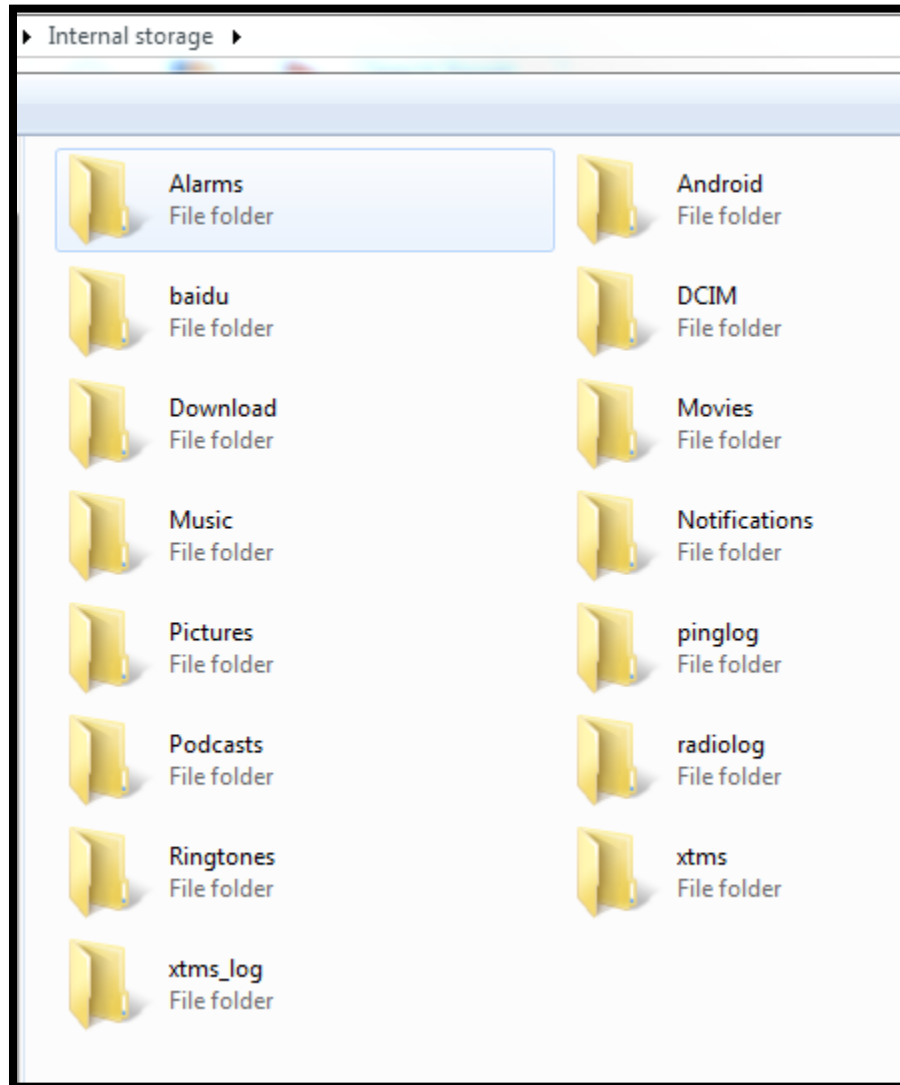 Internal storage
Alarms
File folder
Android
File folder
baidu
File folder
DCIM
File folder
Download
File folder
Movies
File folder
Music
File folder
Notifications
File folder
Pictures
File folder
pinglog
File folder
Podcasts
File folder
radiolog
File folder
Ringtones
File folder
xtms
File folder
xtms_log
File folder